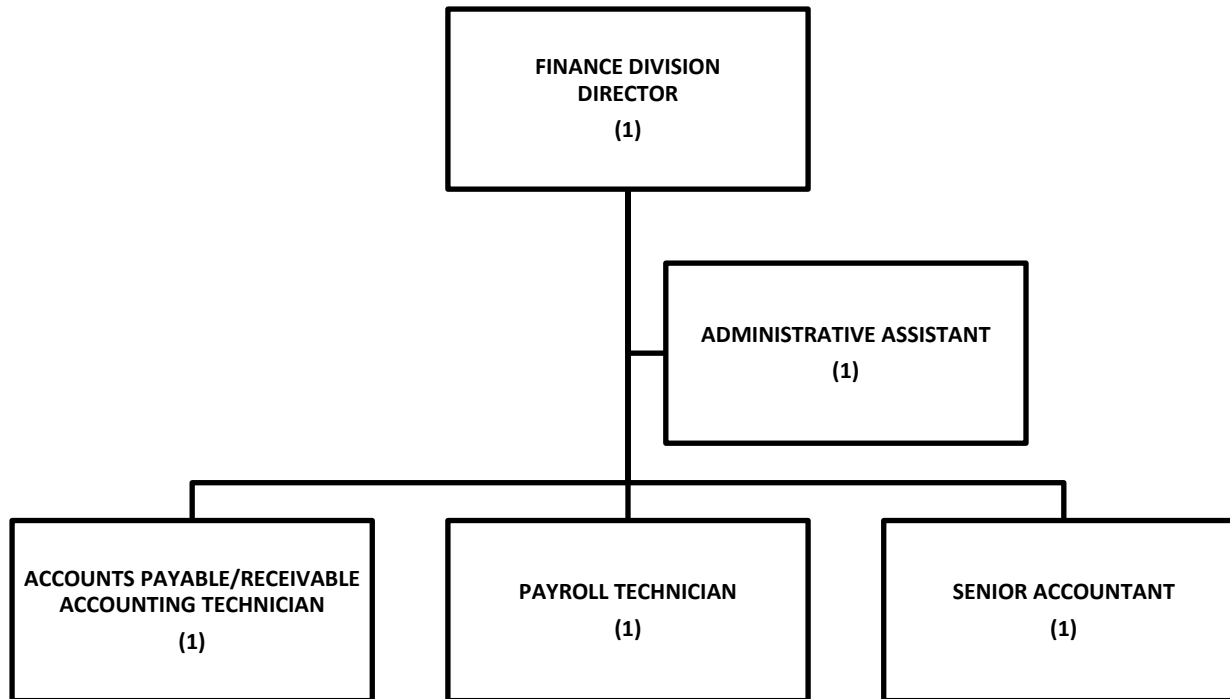 FINANCE DIVISION
DIRECTOR
(1)
ADMINISTRATIVE ASSISTANT
(1)
ACCOUNTS PAYABLE/RECEIVABLE
ACCOUNTING TECHNICIAN
(1)
PAYROLL TECHNICIAN
(1)
SENIOR ACCOUNTANT
(1)